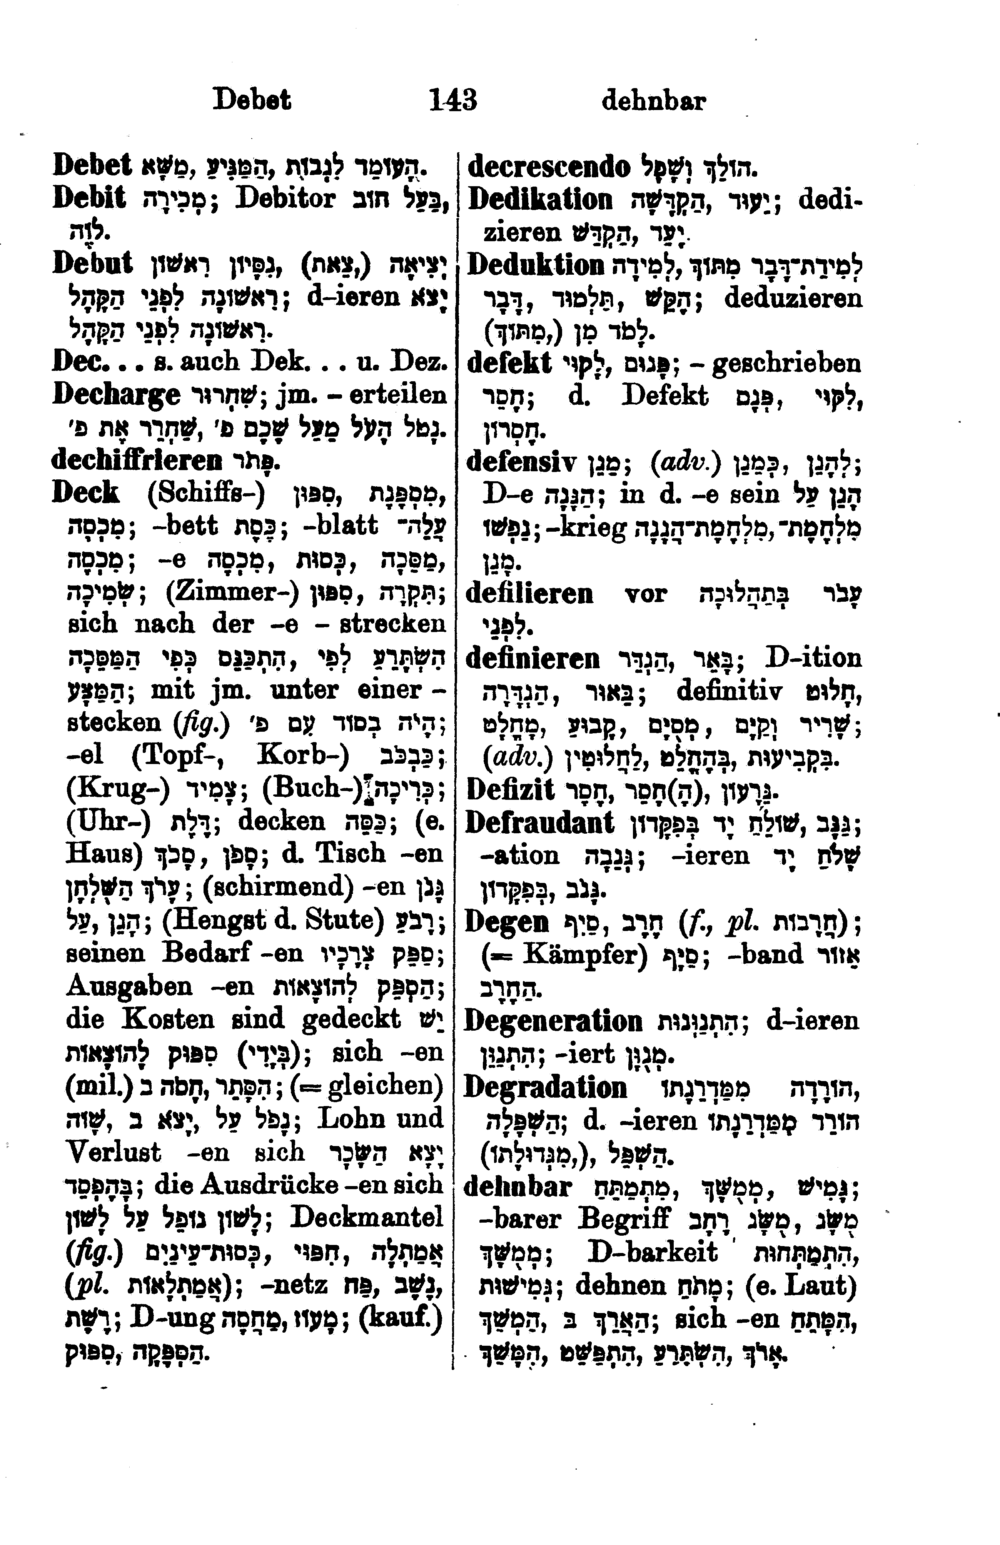 Debet 143 dehnbar
Debet הָעוֹמֵד לִגְבוֹת, הַמַּגִּיעַ, מַשָּׁא.
Debit מְכִירָה; Debitor בַּעַל חוֹב,
לֹוֶה.
Debut יְצִיאָה (צֵאת,), נִסָּיוֹן רִאשׁוֹן
רִאשׁוֹנָה לִפְנֵי הַקָּהָל; d-ieren יָצֹא
רִאשׁוֹנָה לִפְנֵי הַקָּהָל.
Dec... s. auch Dek... u. Dez.
Decharge שִׁחְרוּר; jm. – erteilen
נָטֹל הָעֹל מֵעַל שְׁכֶם פ', שַׁחְרֵר אֶת פ'.
dechiffrieren פָּתֹר.
Deck (Schiffs-) סִפּוּן, מִסְפֶּנֶת,
מִכְסֶה; -bett כֶּסֶת; -blatt עֲלֵה־
מִכְסֶה; -e מַסֵּכָה, כְּסוּת, מִכְסֶה,
שְׂמִיכָה; (Zimmer-) סִפּוּן, תִּקְרָה;
sich nach der -e – strecken
הִשְׂתָּרֵעַ לְפִי, הִתְכַּנֵּס כְּפִי הַמַּסֵּכָה
הַמַּצָּע; mit jm. unter einer –
stecken (fig.) הָיֹה בְסוֹד עִם פ';
-el (Topf-, Korb-) כַּבְכֹּב;
(Krug-) צָמִיד; (Buch-) כְּרִיכָה;
(Uhr-) דֶּלֶת; decken כַּסֵּה; (e.
Haus) סָפֹן, סָכֹךְ; d. Tisch -en
עָרֹךְ הַשֻּׁלְחָן; (schirmend) -en גָּנֹן
עַל, הָגֵן; (Hengst d. Stute) רָבֹעַ;
seinen Bedarf -en סַפֵּק צְרָכָיו;
Ausgaben -en הַסְפֵּק לְהוֹצָאוֹת;
die Kosten sind gedeckt יֵשׁ
(בְּיָדִי) סִפּוּק לְהוֹצָאוֹת; sich -en
(mil.) הִסָּתֵר, חָסֹה ב; (= gleichen)
שָׁוֹה, יָצֹא ב, נָפֹל עַל; Lohn und
Verlust -en sich יָצָא הַשָּׂכָר
בַּהֶפְסֵד; die Ausdrücke -en sich
לָשׁוֹן נוֹפֵל עַל לָשׁוֹן; Deckmantel
(fig.) אֲמַתְלָה, חִפּוּי, כְּסוּת־עֵינַיִם
(pl. אֲמַתְלָאוֹת); -netz פַּח, נֶשֶׁב,
רֶשֶׁת; D-ung מַחֲסֶה, מָעוֹז; (kauf.)
הַסְפָּקָה, סִפּוּק.
decrescendo הוֹלֵךְ וְשָׁפֵל.
Dedikation יִעוּד, הַקְדָּשָׁה; dedi-
zieren יַעֵד, הַקְדֵּשׁ.
Deduktion לְמִידַת־דָּבָר מִתּוֹךְ, לְמִידָה
דָּבָר, תַּלְמוּד, הֶקֵּשׁ; deduzieren
לָמֹד מִן (מִתּוֹךְ,).
defekt לָקוּי, פָּגוּם; – geschrieben
חָסֵר; d. Defekt לִקּוּי, פְּגָם,
חֶסְרוֹן.
defensiv מֵגֵן; (adv.) לְהָגֵן, כְּמֵגֵן;
D-e הֲגָנָה; in d. -e sein הָגֵן עַל
נַפְשׁוֹ; -krieg מִלְחֶמֶת־הֲגָנָה, מִלְחֶמֶת־
מָגֵן.
defilieren vor עָבֹר בְּתַהֲלוּכָה
לִפְנֵי.
definieren בָּאֵר, הַגְדֵּר; D-ition
בֵּאוּר, הַגְדָּרָה; definitiv חָלוּט,
מֻחְלָט, קָבוּעַ, מְסֻיָּם, שָׁרִיר וְקַיָּם;
(adv.) בִּקְבִיעוּת, בְּהֶחְלֵט, לַחֲלוּטִין.
Defizit גֵּרָעוֹן, (הֶ)חָסֵר, חֶסֶר.
Defraudant גַּנָּב, שׁוֹלֵחַ יָד בְּפִקָּדוֹן;
-ation גְּנֵבָה; -ieren שָׁלֹחַ יָד
בְּפִקָּדוֹן, גָּנֹב.
Degen סַיִף, חֶרֶב (f., pl. חֲרָבוֹת);
(= Kämpfer) סַיָּף; -band אֵזוֹר
הַחֶרֶב.
Degeneration הִתְנַוְּנוּת; d-ieren
הִתְנַוֵּן; -iert מְנֻוָּן.
Degradation הוֹרָדָה מִמַּדְרֵגָתוֹ,
הַשְׁפָּלָה; d. -ieren הוֹרֵד מִמַּדְרֵגָתוֹ
(מִגְּדוּלָּתוֹ,), הַשְׁפֵּל.
dehnbar גָּמִישׁ, מְמֻשָּׁךְ, מִתְמַתֵּחַ;
-barer Begriff מֻשָּׂג, מֻשָּׂג רָחָב
מְמֻשָּׁךְ; D-barkeit הִתְמַתְּחוּת,
גְּמִישׁוּת; dehnen מָתֹחַ; (e. Laut)
הַאֲרֵךְ ב, הַמְשֵׁךְ; sich -en הִמָּתֵחַ,
אָרֹךְ, הִשְׂתָּרֵעַ, הִתְפַּשֵּׁט, הִמָּשֵׁךְ.